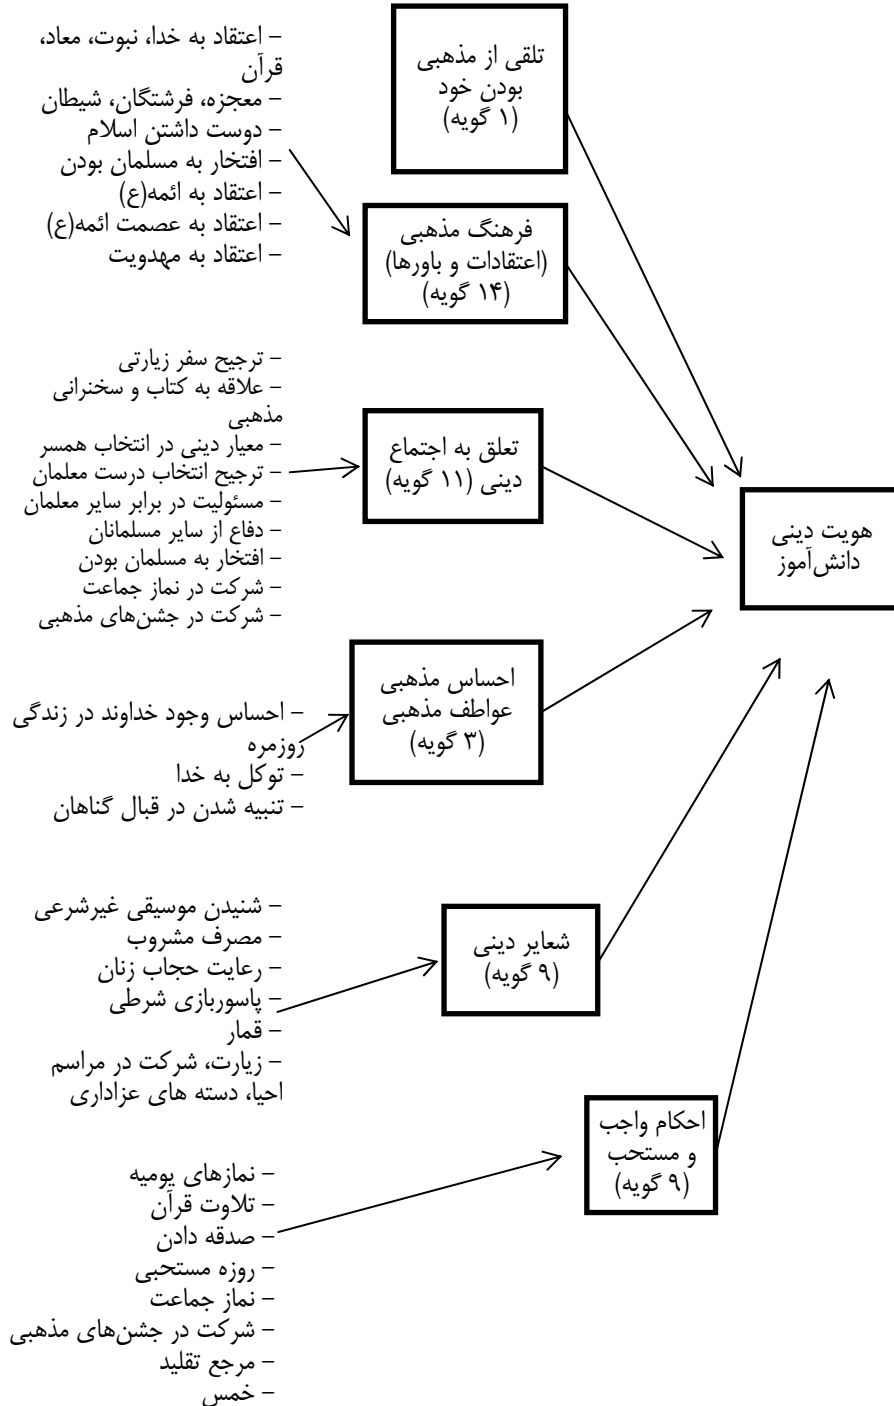 تلقی از مذهبی
بودن خود
(۱ گویه)
– اعتقاد به خدا، نبوت، معاد،
قرآن
– معجزه، فرشتگان، شیطان
– دوست داشتن اسلام
– افتخار به مسلمان بودن
– اعتقاد به ائمه(ع)
– اعتقاد به عصمت ائمه(ع)
– اعتقاد به مهدویت
فرهنگ مذهبی
(اعتقادات و باورها)
(۱۴ گویه)
– ترجیح سفر زیارتی
– علاقه به کتاب و سخنرانی
مذهبی
– معیار دینی در انتخاب همسر
– ترجیح انتخاب درست معلمان
– مسئولیت در برابر سایر معلمان
– دفاع از سایر مسلمانان
– افتخار به مسلمان بودن
– شرکت در نماز جماعت
– شرکت در جشن‌های مذهبی
تعلق به اجتماع
دینی (۱۱ گویه)
هویت دینی
دانش‌آموز
احساس مذهبی
عواطف مذهبی
(۳ گویه)
– احساس وجود خداوند در زندگی
روزمره
– توکل به خدا
– تنبیه شدن در قبال گناهان
– شنیدن موسیقی غیرشرعی
– مصرف مشروب
– رعایت حجاب زنان
– پاسوربازی شرطی
– قمار
– زیارت، شرکت در مراسم
احیا، دسته های عزاداری
شعایر دینی
(۹ گویه)
احکام واجب
و مستحب
(۹ گویه)
– نمازهای یومیه
– تلاوت قرآن
– صدقه دادن
– روزه مستحبی
– نماز جماعت
– شرکت در جشن‌های مذهبی
– مرجع تقلید
– خمس